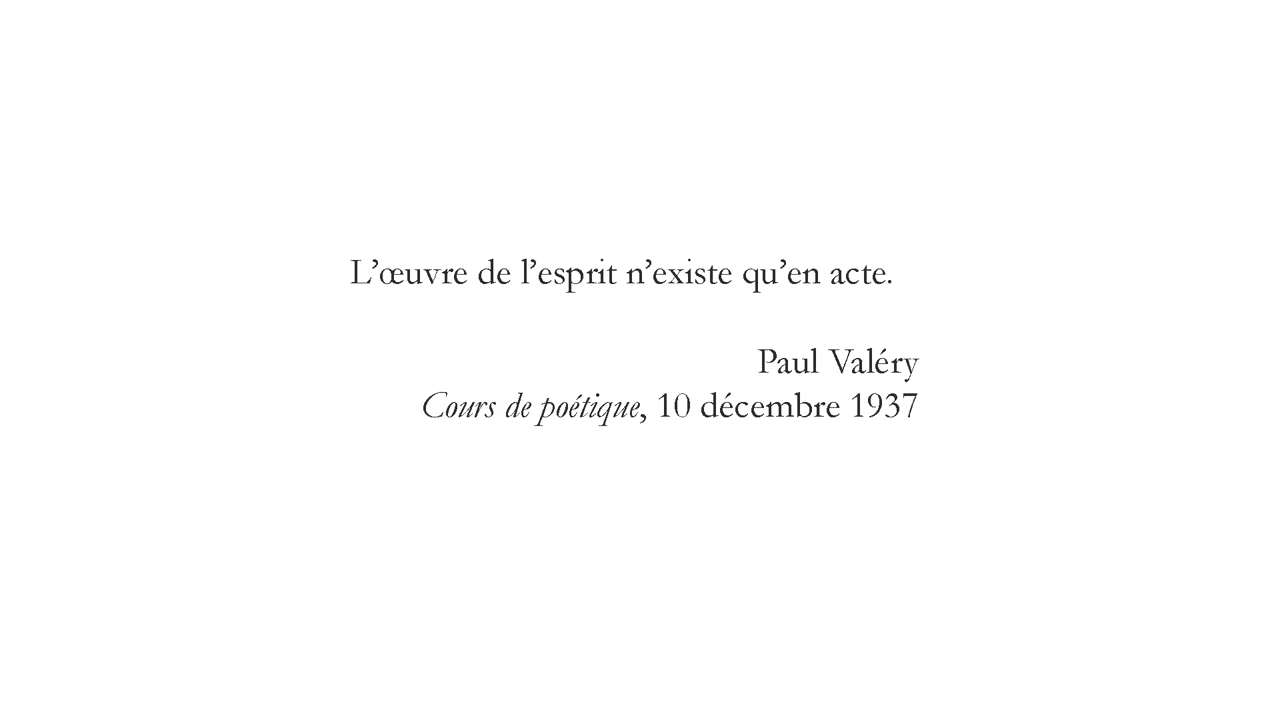 L’œuvre de l’esprit n’existe qu’en acte.
Paul Valéry
Cours de poétique, 10 décembre 1937